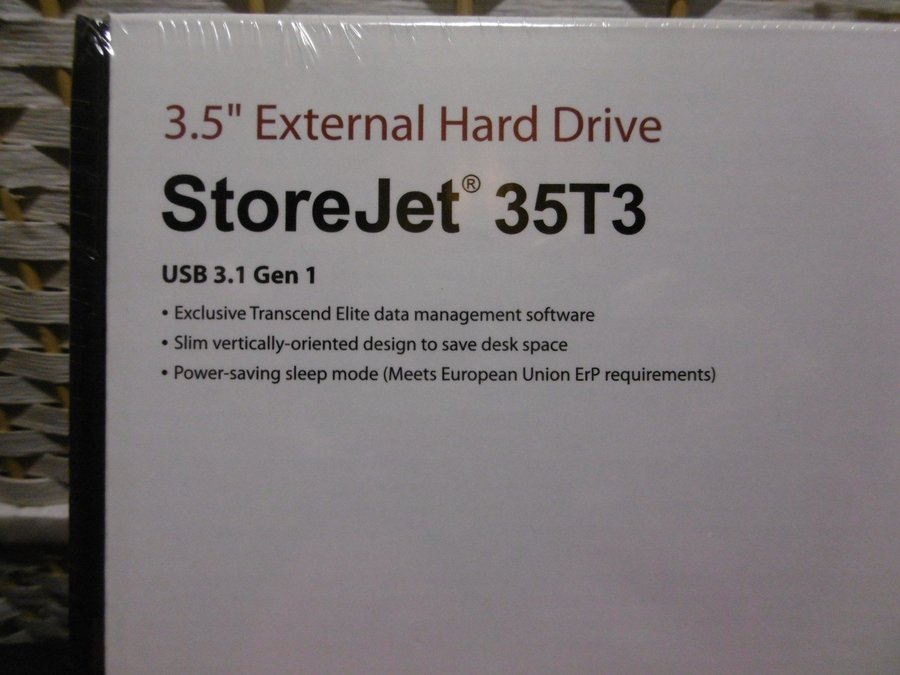 3.5" External Hard Drive
StoreJet® 35T3
USB 3.1 Gen 1
• Exclusive Transcend Elite data management software
• Slim vertically-oriented design to save desk space
• Power-saving sleep mode (Meets European Union ErP requirements)